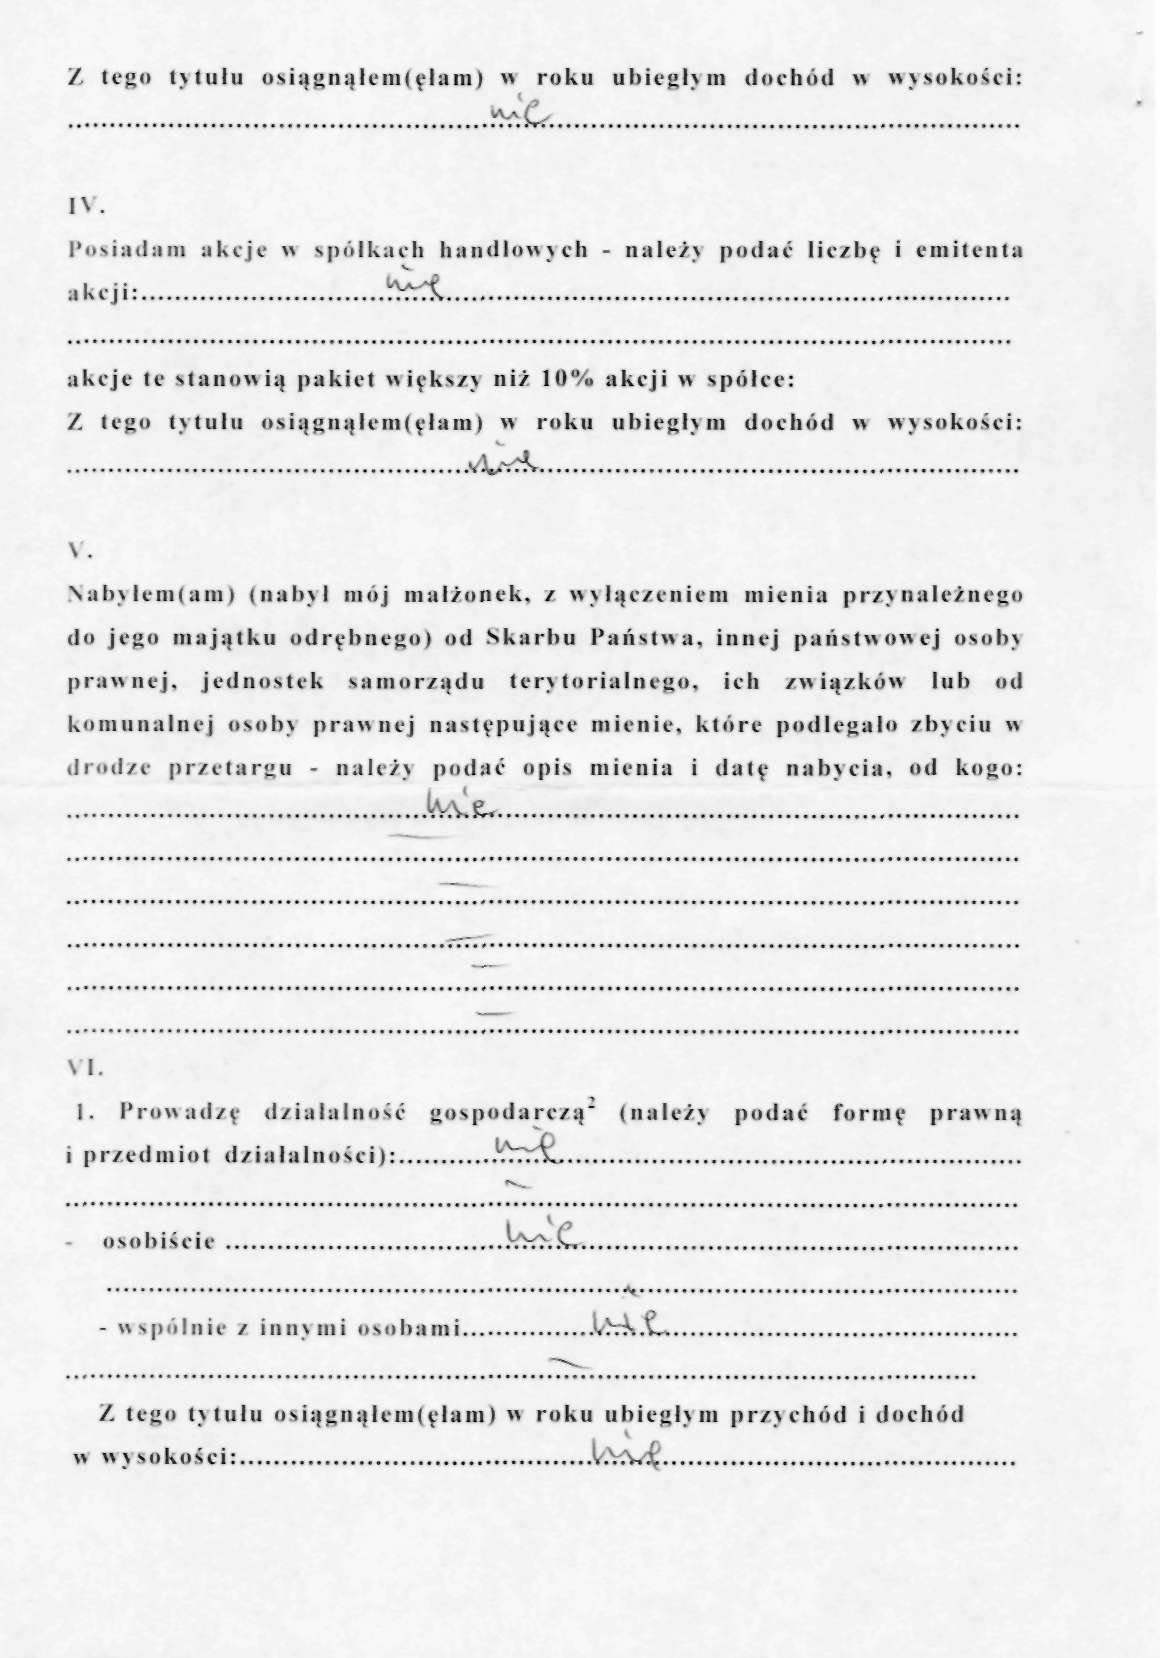 Z tego tytułu osiągnąłem(ęłam) w roku ubiegłym dochód w wysokości:
nie
IV.
Posiadam akcje w spółkach handlowych - należy podać liczbę i emitenta
akcji:..........nie..........
akcje te stanowią pakiet większy niż 10% akcji w spółce:
Z tego tytułu osiągnąłem(ęłam) w roku ubiegłym dochód w wysokości:
nie
V.
Nabyłem(am) (nabył mój małżonek, z wyłączeniem mienia przynależnego
do jego majątku odrębnego) od Skarbu Państwa, innej państwowej osoby
prawnej, jednostek samorządu terytorialnego, ich związków lub od
komunalnej osoby prawnej następujące mienie, które podlegało zbyciu w
drodze przetargu - należy podać opis mienia i datę nabycia, od kogo:
nie
—
—
—
—
—
VI.
1. Prowadzę działalność gospodarczą² (należy podać formę prawną
i przedmiot działalności):..........nie..........
—
- osobiście ..........nie..........
- wspólnie z innymi osobami..........nie..........
—
Z tego tytułu osiągnąłem(ęłam) w roku ubiegłym przychód i dochód
w wysokości:..........nie..........